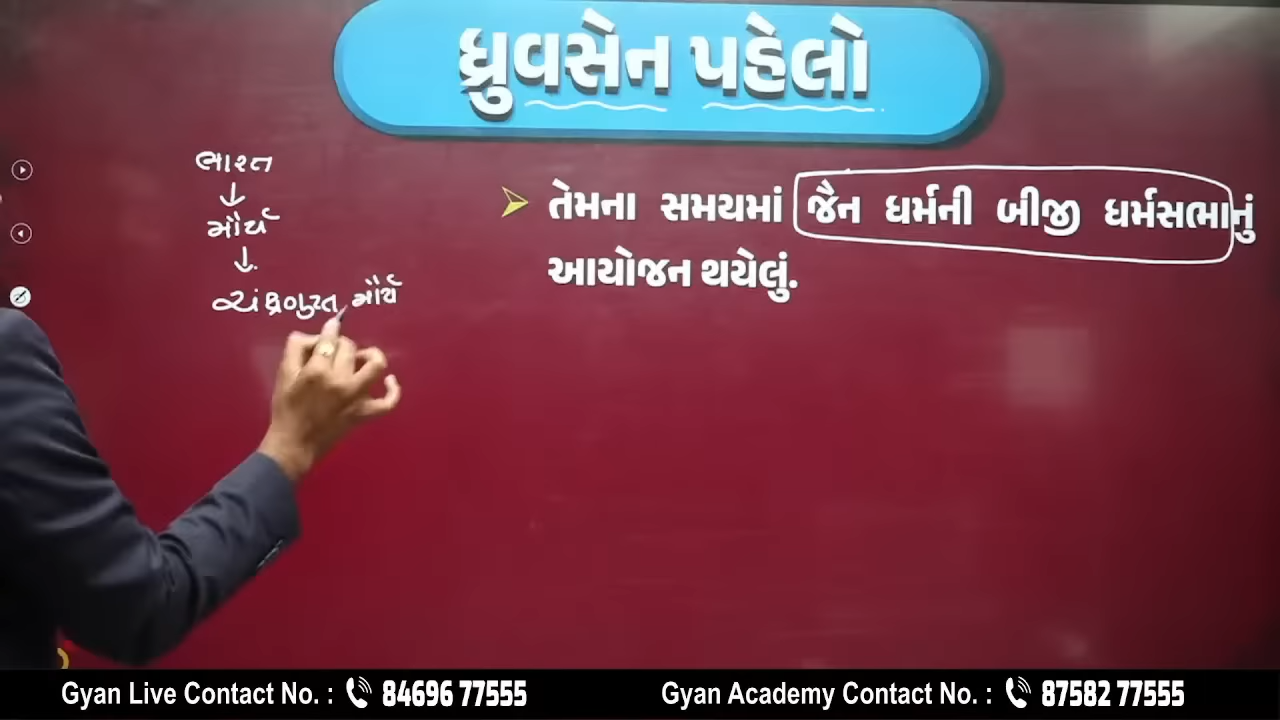 ધ્રુવસેન પહેલો
ભારત
↓
મૌર્ય
↓
ચંદ્રગુપ્ત મૌર્ય
➤ તેમના સમયમાં જૈન ધર્મની બીજી ધર્મસભાનું
આયોજન થયેલું.
Gyan Live Contact No. : 84696 77555
Gyan Academy Contact No. : 87582 77555